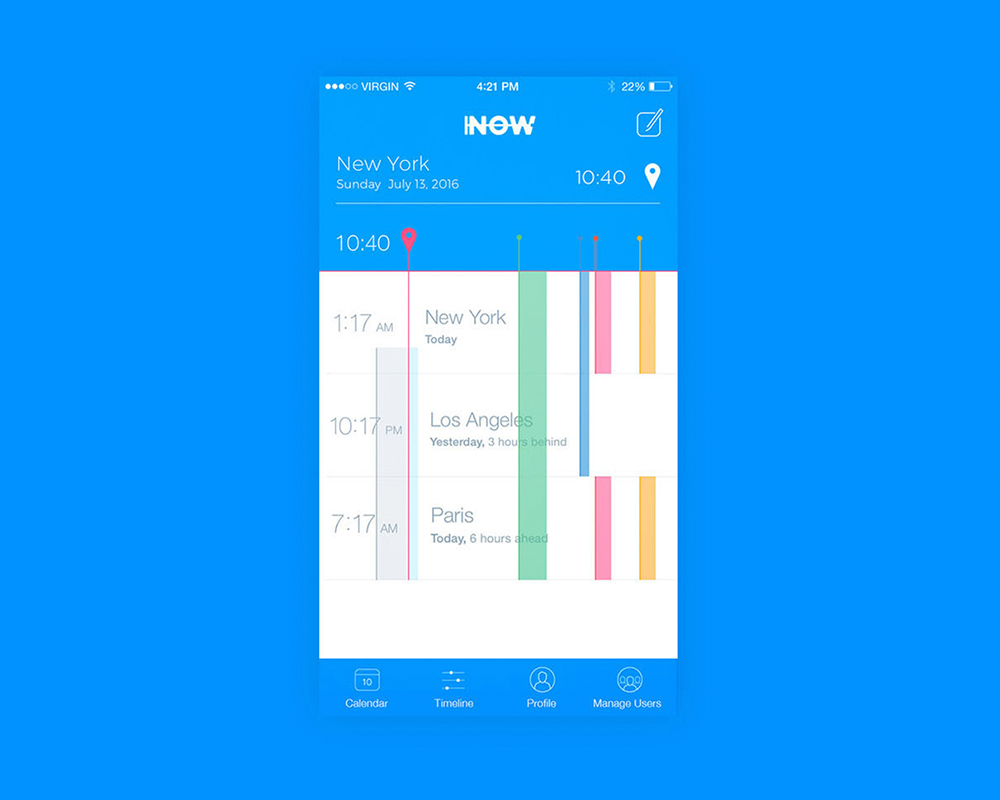 VIRGIN 4:21 PM 22%
NOW
New York
Sunday July 13, 2016
10:40
10:40
1:17 AM
New York
Today
10:17 PM
Los Angeles
Yesterday, 3 hours behind
7:17 AM
Paris
Today, 6 hours ahead
10
Calendar Timeline Profile Manage Users